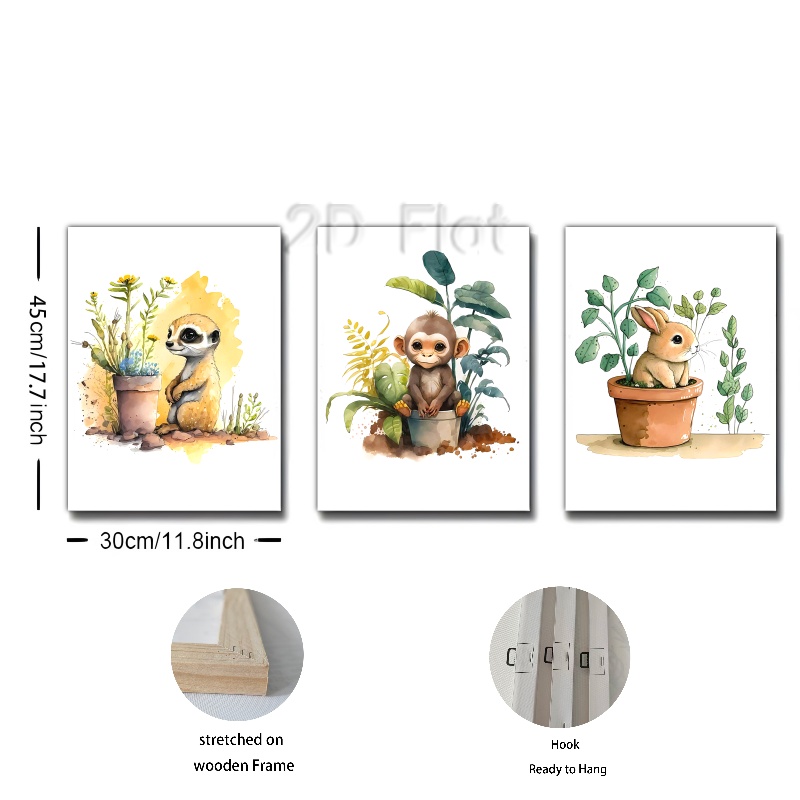 2D Flat
45cm/17.7inch
30cm/11.8inch
stretched on
wooden Frame
Hook
Ready to Hang